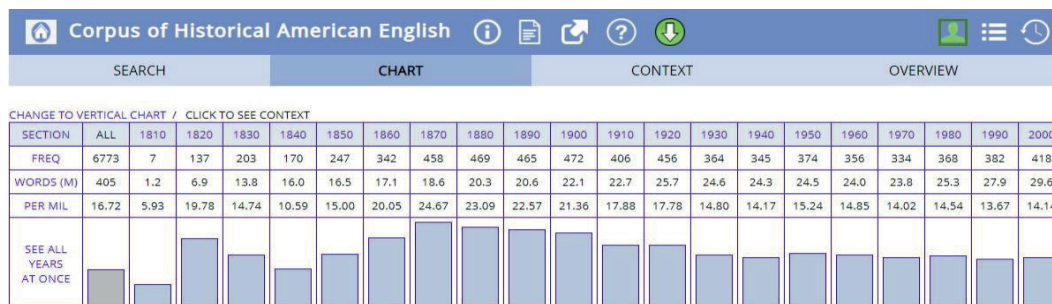 Corpus of Historical American English
SEARCH CHART CONTEXT OVERVIEW
CHANGE TO VERTICAL CHART / CLICK TO SEE CONTEXT
SECTION ALL 1810 1820 1830 1840 1850 1860 1870 1880 1890 1900 1910 1920 1930 1940 1950 1960 1970 1980 1990 2000
FREQ 6773 7 137 203 170 247 342 458 469 465 472 406 456 364 345 374 356 334 368 382 418
WORDS (M) 405 1.2 6.9 13.8 16.0 16.5 17.1 18.6 20.3 20.6 22.1 22.7 25.7 24.6 24.3 24.5 24.0 23.8 25.3 27.9 29.6
PER MIL 16.72 5.93 19.78 14.74 10.59 15.00 20.05 24.67 23.09 22.57 21.36 17.88 17.78 14.80 14.17 15.24 14.85 14.02 14.54 13.67 14.14
SEE ALL
YEARS
AT ONCE